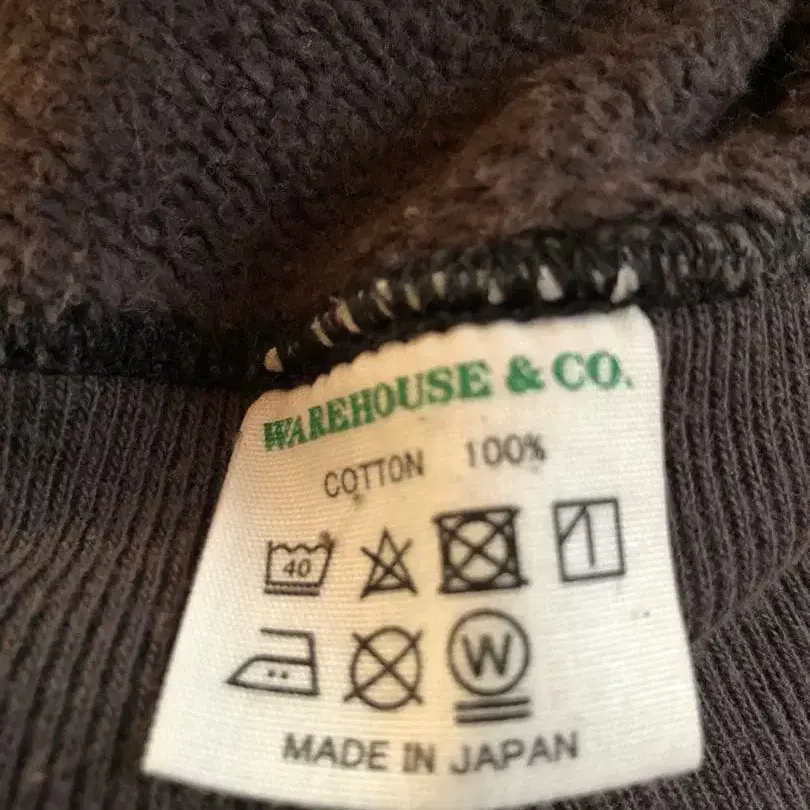 WAREHOUSE & CO.
COTTON 100%
40
W
MADE IN JAPAN